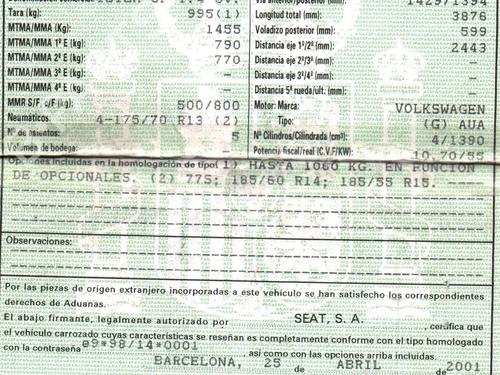 Tara (kg) 995(1)
MTMA/MMA (Kg): 1455
MTMA/MMA 1º E (kg): 790
MTMA/MMA 2º E (kg): 770
MTMA/MMA 3º E (kg): –
MTMA/MMA 4º E (kg): –
MMR S/F. c/F (kg): 500/800
Neumáticos: 4-175/70 R13 (2)
Nº de asientos: 5
Volumen de bodega: –
Vía anterior/posterior (mm): 1429/1394
Longitud total (mm): 3876
Voladizo posterior (mm): 599
Distancia eje 1º/2º (mm): 2443
Distancia eje 2º/3º (mm): –
Distancia eje 3º/4º (mm): –
Distancia 5ª rueda/ult. (mm): –
Motor: Marca: VOLKSWAGEN
Tipo: (G) AUA
Nº Cilindros/Cilindrada (cm³): 4/1390
Potencia fiscal/real (C.V.F/KW): 10,70/55
Opciones incluidas en la homologación de tipo( 1) HASTA 1060 KG. EN FUNCION
DE OPCIONALES. (2) 775; 185/60 R14; 185/55 R15.
Observaciones:
Por las piezas de origen extranjero incorporadas a este vehículo se han satisfecho los correspondientes
derechos de Aduanas.
El abajo firmante, legalmente autorizado por SEAT, S. A. , certifica que
el vehículo carrozado cuyas características se reseñan es completamente conforme con el tipo homologado
con la contraseña e9*98/14*0001 , así como con las opciones arriba incluidas.
BARCELONA, 25 de ABRIL de 2001